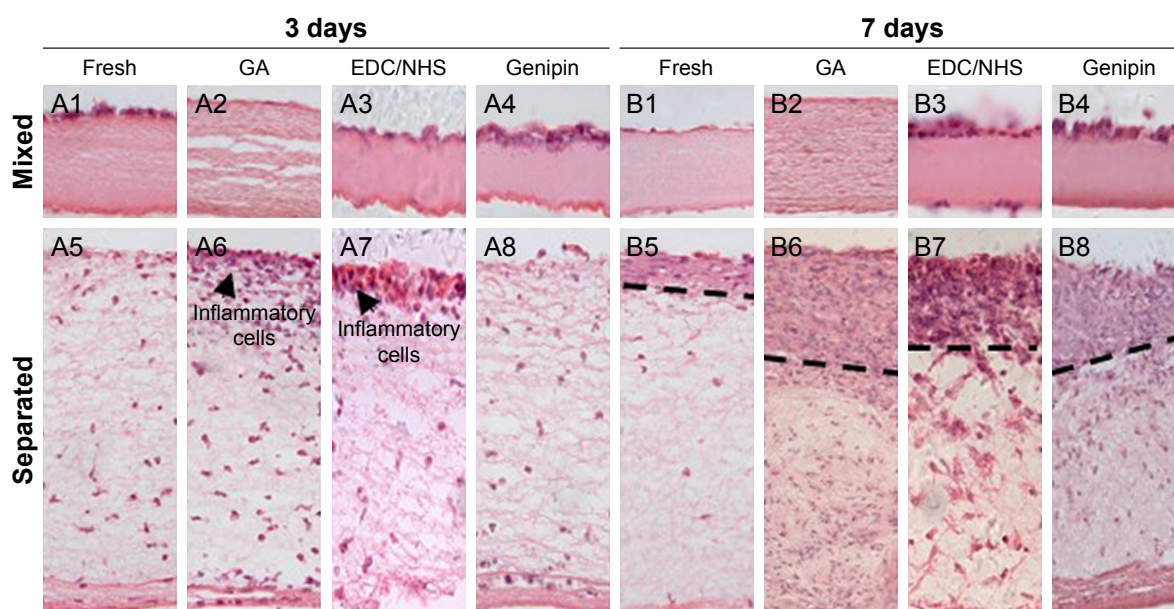 3 days 7 days
Fresh GA EDC/NHS Genipin Fresh GA EDC/NHS Genipin
Mixed
A1 A2 A3 A4 B1 B2 B3 B4
Separated
A5 A6 A7 A8 B5 B6 B7 B8
Inflammatory
cells
Inflammatory
cells